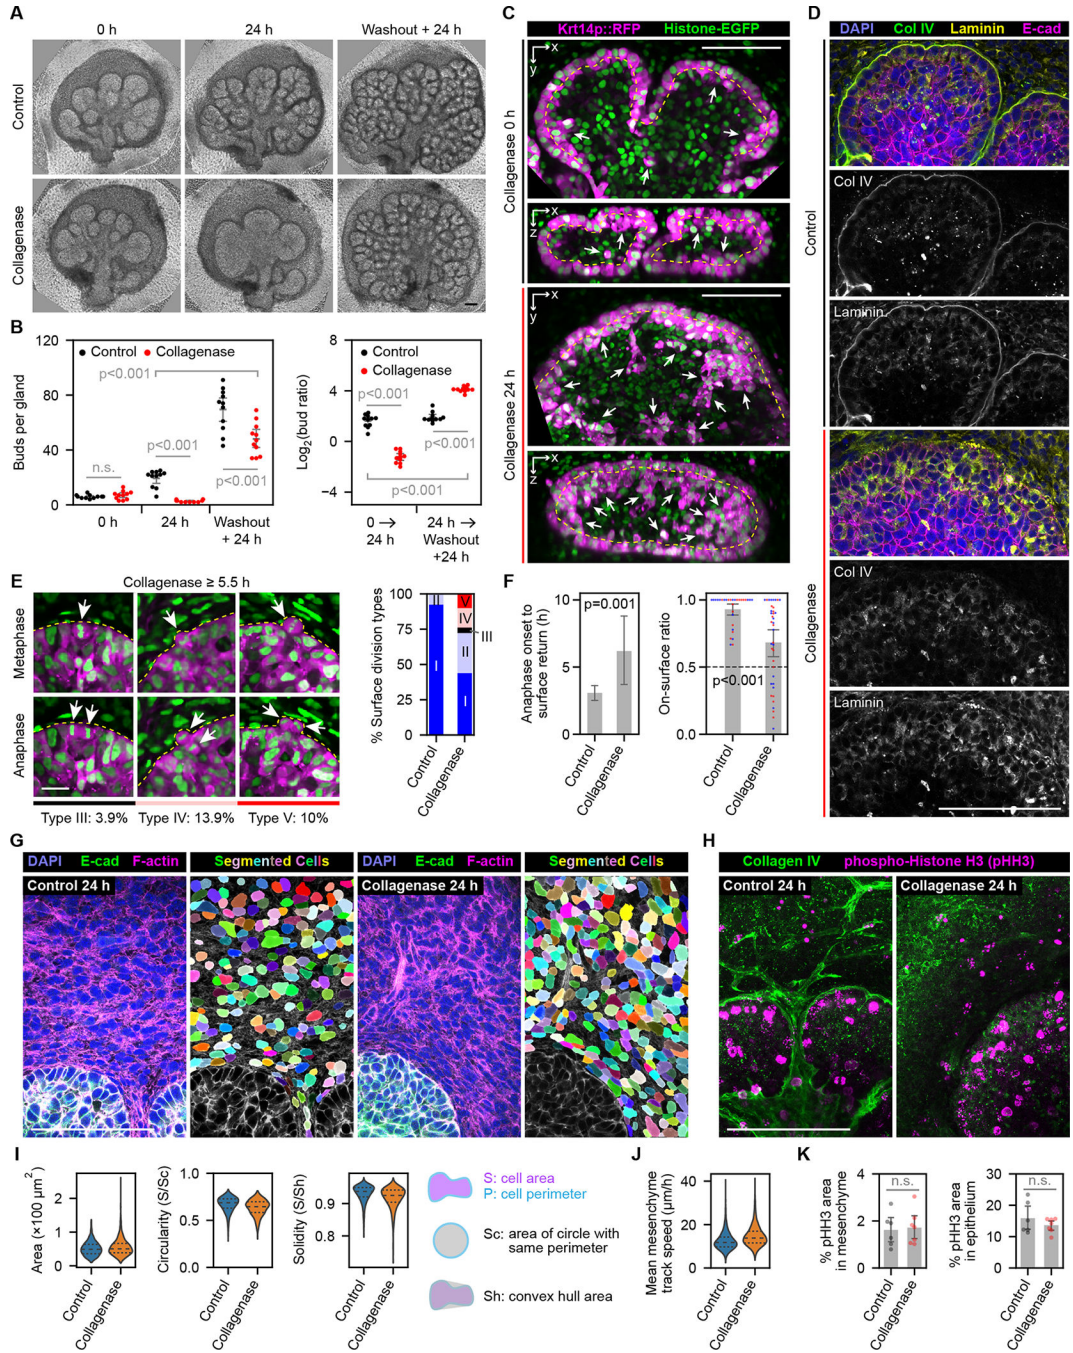 A
0 h
24 h
Washout + 24 h
Control
Collagenase
B
Buds per gland
120
80
40
0
Control
Collagenase
p<0.001
p<0.001
n.s.
p<0.001
0 h
24 h
Washout
+ 24 h
Log2(bud ratio)
8
4
0
−4
Control
Collagenase
p<0.001
p<0.001
p<0.001
0 →
24 h
24 h →
Washout
+24 h
C
Krt14p::RFP Histone-EGFP
x
y
x
z
x
y
x
z
Collagenase 0 h
Collagenase 24 h
D
DAPI Col IV Laminin E-cad
Col IV
Laminin
Control
Col IV
Laminin
Collagenase
E
Collagenase ≥ 5.5 h
Metaphase
Anaphase
Type III: 3.9% Type IV: 13.9% Type V: 10%
% Surface division types
100
75
50
25
0
II
I
V
IV
III
II
I
Control
Collagenase
F
Anaphase onset to
surface return (h)
10
5
0
p=0.001
Control
Collagenase
On-surface ratio
1.0
0.5
0.0
p<0.001
Control
Collagenase
G
DAPI E-cad F-actin
Segmented Cells
DAPI E-cad F-actin
Segmented Cells
Control 24 h
Collagenase 24 h
H
Collagen IV phospho-Histone H3 (pHH3)
Control 24 h
Collagenase 24 h
I
Area (×100 µm2)
2
1
0
Control
Collagenase
Circularity (S/Sc)
1.0
0.5
0.0
Control
Collagenase
Solidity (S/Sh)
0.9
0.8
Control
Collagenase
S: cell area
P: cell perimeter
Sc: area of circle with
same perimeter
Sh: convex hull area
J
Mean mesenchyme
track speed (µm/h)
40
20
0
Control
Collagenase
K
% pHH3 area
in mesenchyme
4
2
0
n.s.
Control
Collagenase
% pHH3 area
in epithelium
30
20
10
0
n.s.
Control
Collagenase